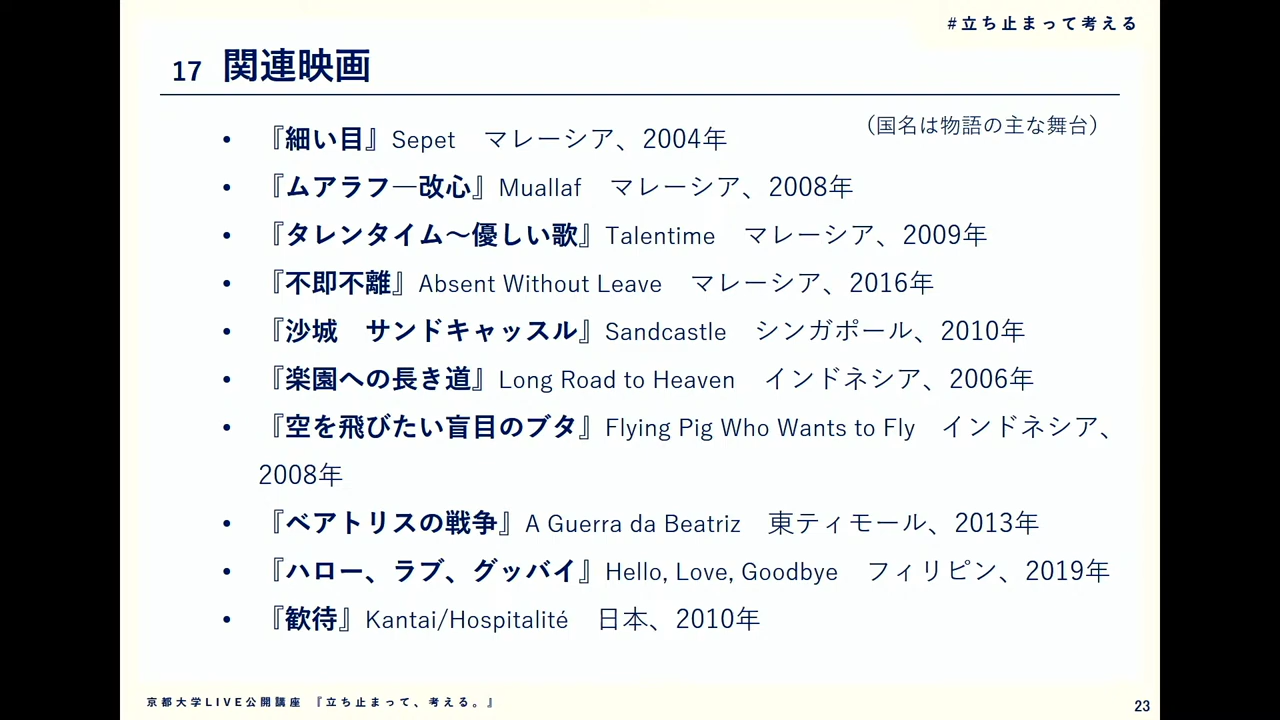 #立ち止まって考える
17 関連映画
（国名は物語の主な舞台）
• 『細い目』Sepet　マレーシア、2004年
• 『ムアラフ―改心』Muallaf　マレーシア、2008年
• 『タレンタイム～優しい歌』Talentime　マレーシア、2009年
• 『不即不離』Absent Without Leave　マレーシア、2016年
• 『沙城　サンドキャッスル』Sandcastle　シンガポール、2010年
• 『楽園への長き道』Long Road to Heaven　インドネシア、2006年
• 『空を飛びたい盲目のブタ』Flying Pig Who Wants to Fly　インドネシア、
2008年
• 『ベアトリスの戦争』A Guerra da Beatriz　東ティモール、2013年
• 『ハロー、ラブ、グッバイ』Hello, Love, Goodbye　フィリピン、2019年
• 『歓待』Kantai/Hospitalité　日本、2010年
京都大学LIVE公開講座 『立ち止まって、考える。』
23